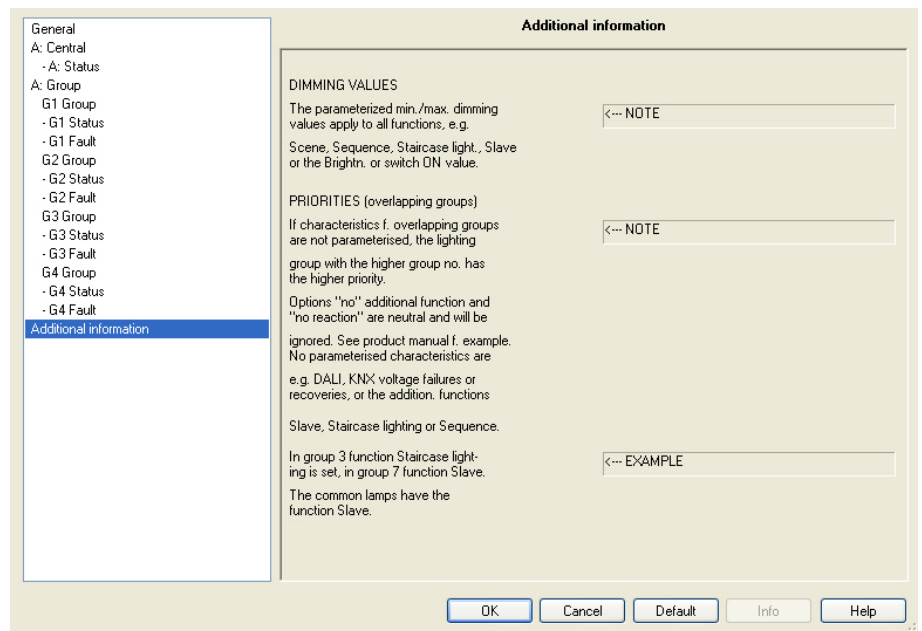 General
A: Central
- A: Status
A: Group
G1 Group
- G1 Status
- G1 Fault
G2 Group
- G2 Status
- G2 Fault
G3 Group
- G3 Status
- G3 Fault
G4 Group
- G4 Status
- G4 Fault
Additional information
Additional information
DIMMING VALUES
The parameterized min./max. dimming
values apply to all functions, e.g.
<--- NOTE
Scene, Sequence, Staircase light., Slave
or the Brightn. or switch ON value.
PRIORITIES (overlapping groups)
If characteristics f. overlapping groups
are not parameterised, the lighting
<--- NOTE
group with the higher group no. has
the higher priority.
Options "no" additional function and
"no reaction" are neutral and will be
ignored. See product manual f. example.
No parameterised characteristics are
e.g. DALI, KNX voltage failures or
recoveries, or the addition. functions
Slave, Staircase lighting or Sequence.
In group 3 function Staircase light-
ing is set, in group 7 function Slave.
<--- EXAMPLE
The common lamps have the
function Slave.
OK
Cancel
Default
Info
Help